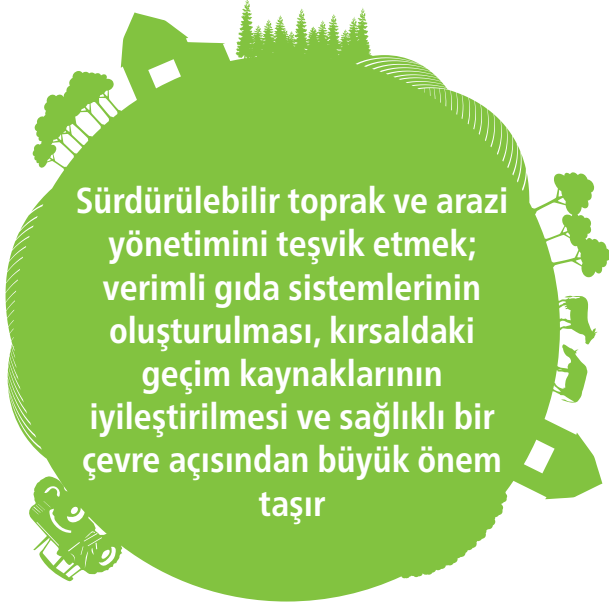 Sürdürülebilir toprak ve arazi
yönetimini teşvik etmek;
verimli gıda sistemlerinin
oluşturulması, kırsaldaki
geçim kaynaklarının
iyileştirilmesi ve sağlıklı bir
çevre açısından büyük önem
taşır